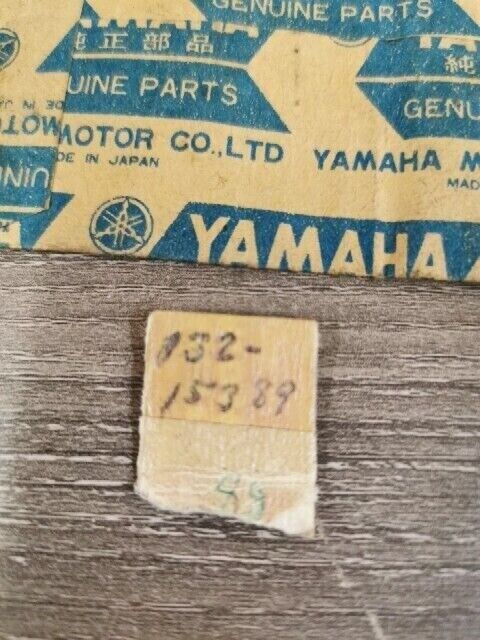 YAMAHA
GENUINE PARTS
純正部品
UINE PARTS
純
GENU
MOTOR CO.,LTD
DE IN JAPAN
YAMAHA M
MAD
YAMAHA
132-
15389